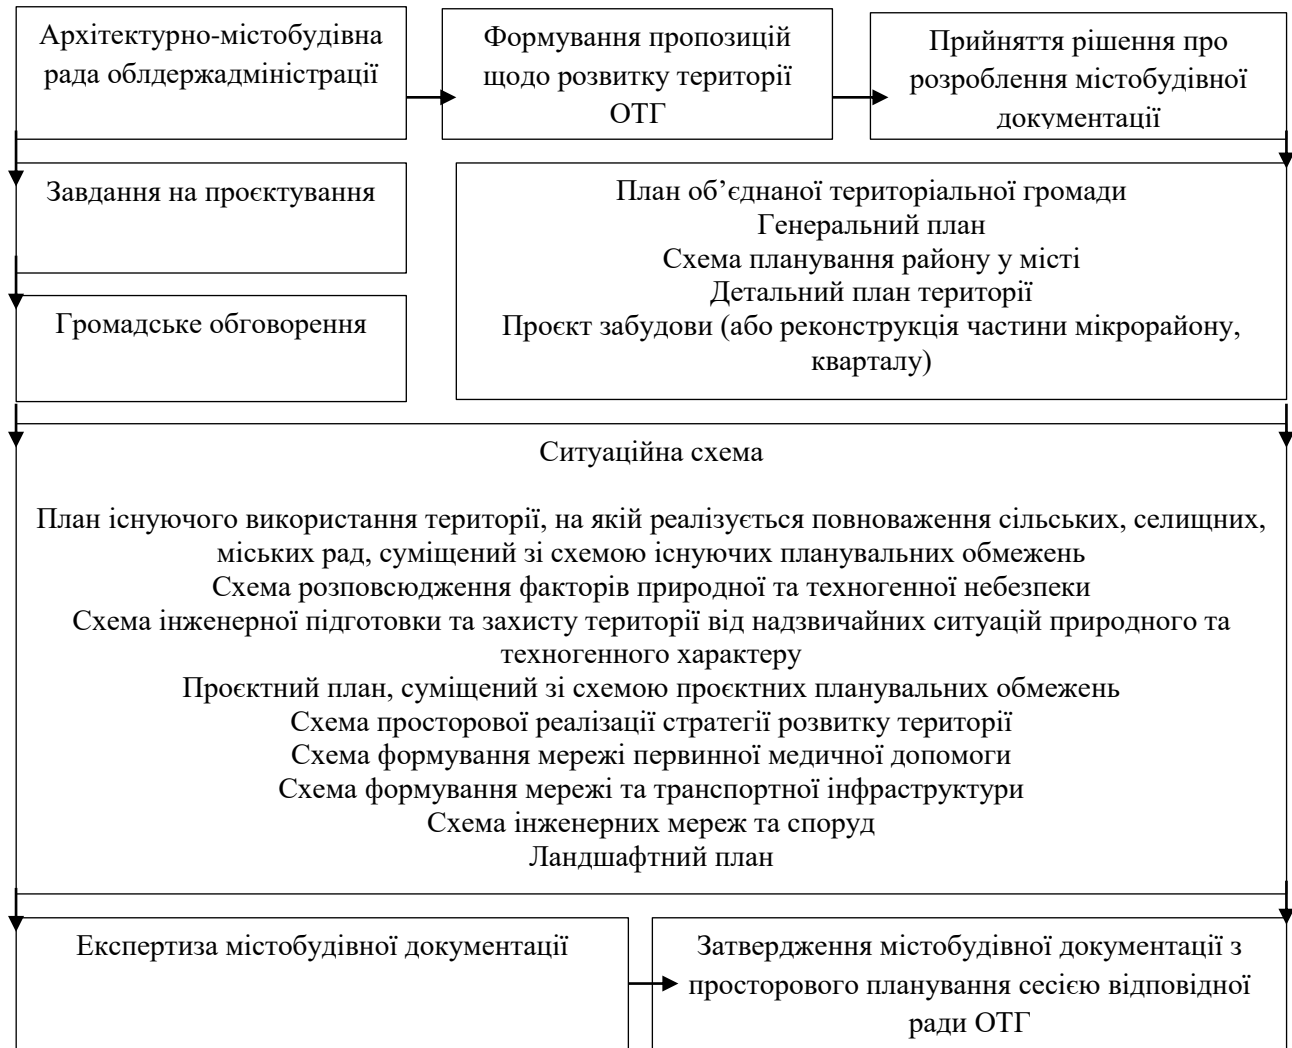 Архітектурно-містобудівна
рада облдержадміністрації
Формування пропозицій
щодо розвитку території
ОТГ
Прийняття рішення про
розроблення містобудівної
документації
Завдання на проєктування
Громадське обговорення
План об’єднаної територіальної громади
Генеральний план
Схема планування району у місті
Детальний план території
Проєкт забудови (або реконструкція частини мікрорайону,
кварталу)
Ситуаційна схема
План існуючого використання території, на якій реалізується повноваження сільських, селищних,
міських рад, суміщений зі схемою існуючих планувальних обмежень
Схема розповсюдження факторів природної та техногенної небезпеки
Схема інженерної підготовки та захисту території від надзвичайних ситуацій природного та
техногенного характеру
Проєктний план, суміщений зі схемою проєктних планувальних обмежень
Схема просторової реалізації стратегії розвитку території
Схема формування мережі первинної медичної допомоги
Схема формування мережі та транспортної інфраструктури
Схема інженерних мереж та споруд
Ландшафтний план
Експертиза містобудівної документації
Затвердження містобудівної документації з
просторового планування сесією відповідної
ради ОТГ